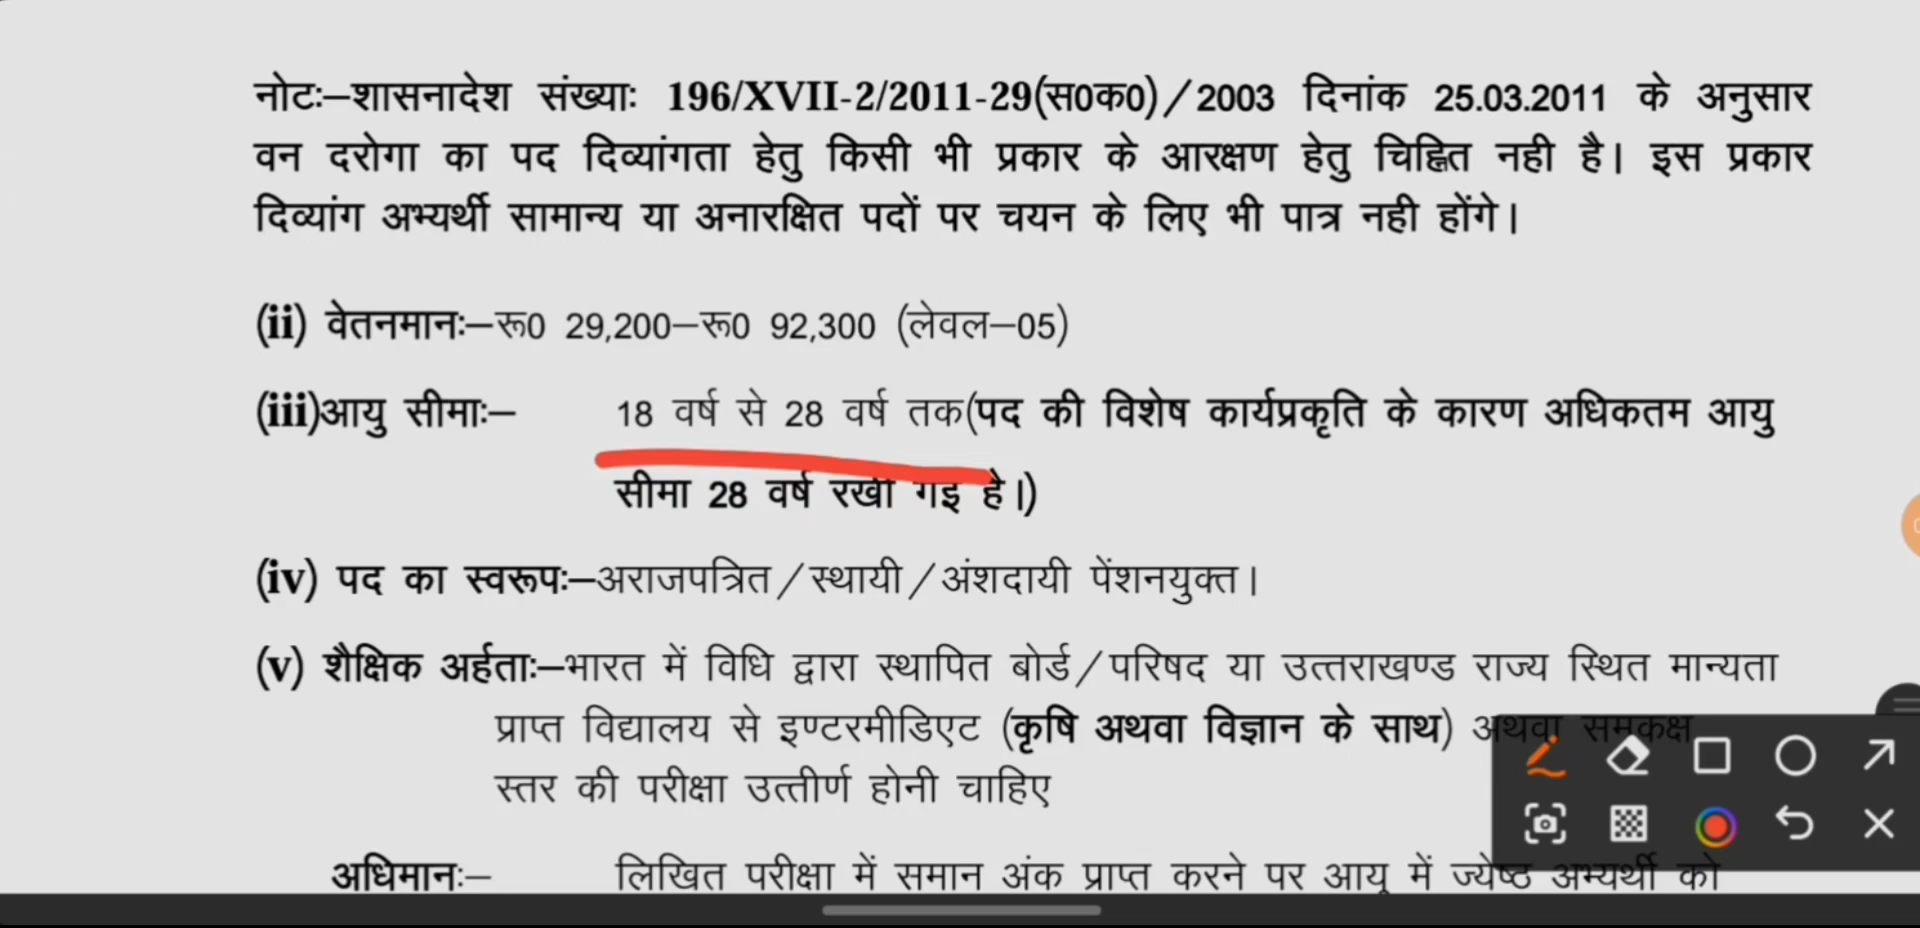 नोटः–शासनादेश संख्याः 196/XVII-2/2011-29(स0क0)/2003 दिनांक 25.03.2011 के अनुसार
वन दरोगा का पद दिव्यांगता हेतु किसी भी प्रकार के आरक्षण हेतु चिह्नित नही है। इस प्रकार
दिव्यांग अभ्यर्थी सामान्य या अनारक्षित पदों पर चयन के लिए भी पात्र नही होंगे।
(ii) वेतनमानः–रू0 29,200–रू0 92,300 (लेवल–05)
(iii)आयु सीमाः– 18 वर्ष से 28 वर्ष तक(पद की विशेष कार्यप्रकृति के कारण अधिकतम आयु
सीमा 28 वर्ष रखी गई है।)
(iv) पद का स्वरूपः–अराजपत्रित/स्थायी/अंशदायी पेंशनयुक्त।
(v) शैक्षिक अर्हताः–भारत में विधि द्वारा स्थापित बोर्ड/परिषद या उत्तराखण्ड राज्य स्थित मान्यता
प्राप्त विद्यालय से इण्टरमीडिएट (कृषि अथवा विज्ञान के साथ) अथवा समकक्ष
स्तर की परीक्षा उत्तीर्ण होनी चाहिए
अधिमानः– लिखित परीक्षा में समान अंक प्राप्त करने पर आयु में ज्येष्ठ अभ्यर्थी को